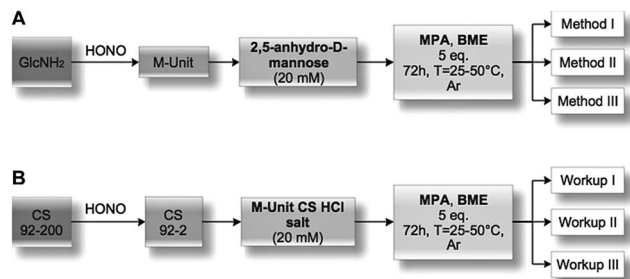 A
GlcNH₂
HONO
M-Unit
2,5-anhydro-D-
mannose
(20 mM)
MPA, BME
5 eq.
72h, T=25-50°C,
Ar
Method I
Method II
Method III
B
CS
92-200
HONO
CS
92-2
M-Unit CS HCl
salt
(20 mM)
MPA, BME
5 eq.
72h, T=25-50°C,
Ar
Workup I
Workup II
Workup III